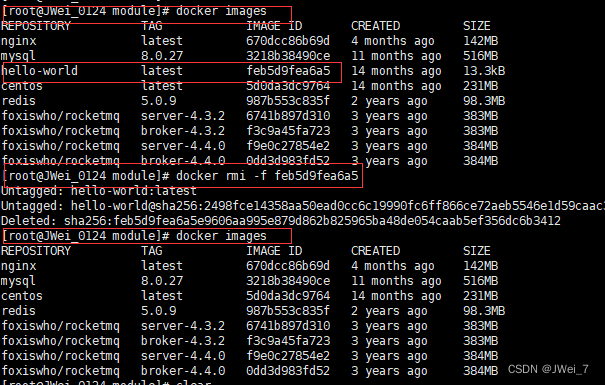 [root@JWei_0124 module]# docker images
REPOSITORY TAG IMAGE ID CREATED SIZE
nginx latest 670dcc86b69d 4 months ago 142MB
mysql 8.0.27 3218b38490ce 11 months ago 516MB
hello-world latest feb5d9fea6a5 14 months ago 13.3kB
centos latest 5d0da3dc9764 14 months ago 231MB
redis 5.0.9 987b553c835f 2 years ago 98.3MB
foxiswho/rocketmq server-4.3.2 6741b897d310 3 years ago 383MB
foxiswho/rocketmq broker-4.3.2 f3c9a45fa723 3 years ago 383MB
foxiswho/rocketmq server-4.4.0 f9e0c27854e2 3 years ago 384MB
foxiswho/rocketmq broker-4.4.0 0dd3d983fd52 3 years ago 384MB
[root@JWei_0124 module]# docker rmi -f feb5d9fea6a5
Untagged: hello-world:latest
Untagged: hello-world@sha256:2498fce14358aa50ead0cc6c19990fc6ff866ce72aeb5546e1d59caac3
Deleted: sha256:feb5d9fea6a5e9606aa995e879d862b825965ba48de054caab5ef356dc6b3412
[root@JWei_0124 module]# docker images
REPOSITORY TAG IMAGE ID CREATED SIZE
nginx latest 670dcc86b69d 4 months ago 142MB
mysql 8.0.27 3218b38490ce 11 months ago 516MB
centos latest 5d0da3dc9764 14 months ago 231MB
redis 5.0.9 987b553c835f 2 years ago 98.3MB
foxiswho/rocketmq server-4.3.2 6741b897d310 3 years ago 383MB
foxiswho/rocketmq broker-4.3.2 f3c9a45fa723 3 years ago 383MB
foxiswho/rocketmq server-4.4.0 f9e0c27854e2 3 years ago 384MB
foxiswho/rocketmq broker-4.4.0 0dd3d983fd52 3 years ago 384MB
[root@JWei_0124 module]# clear
CSDN @JWei_7